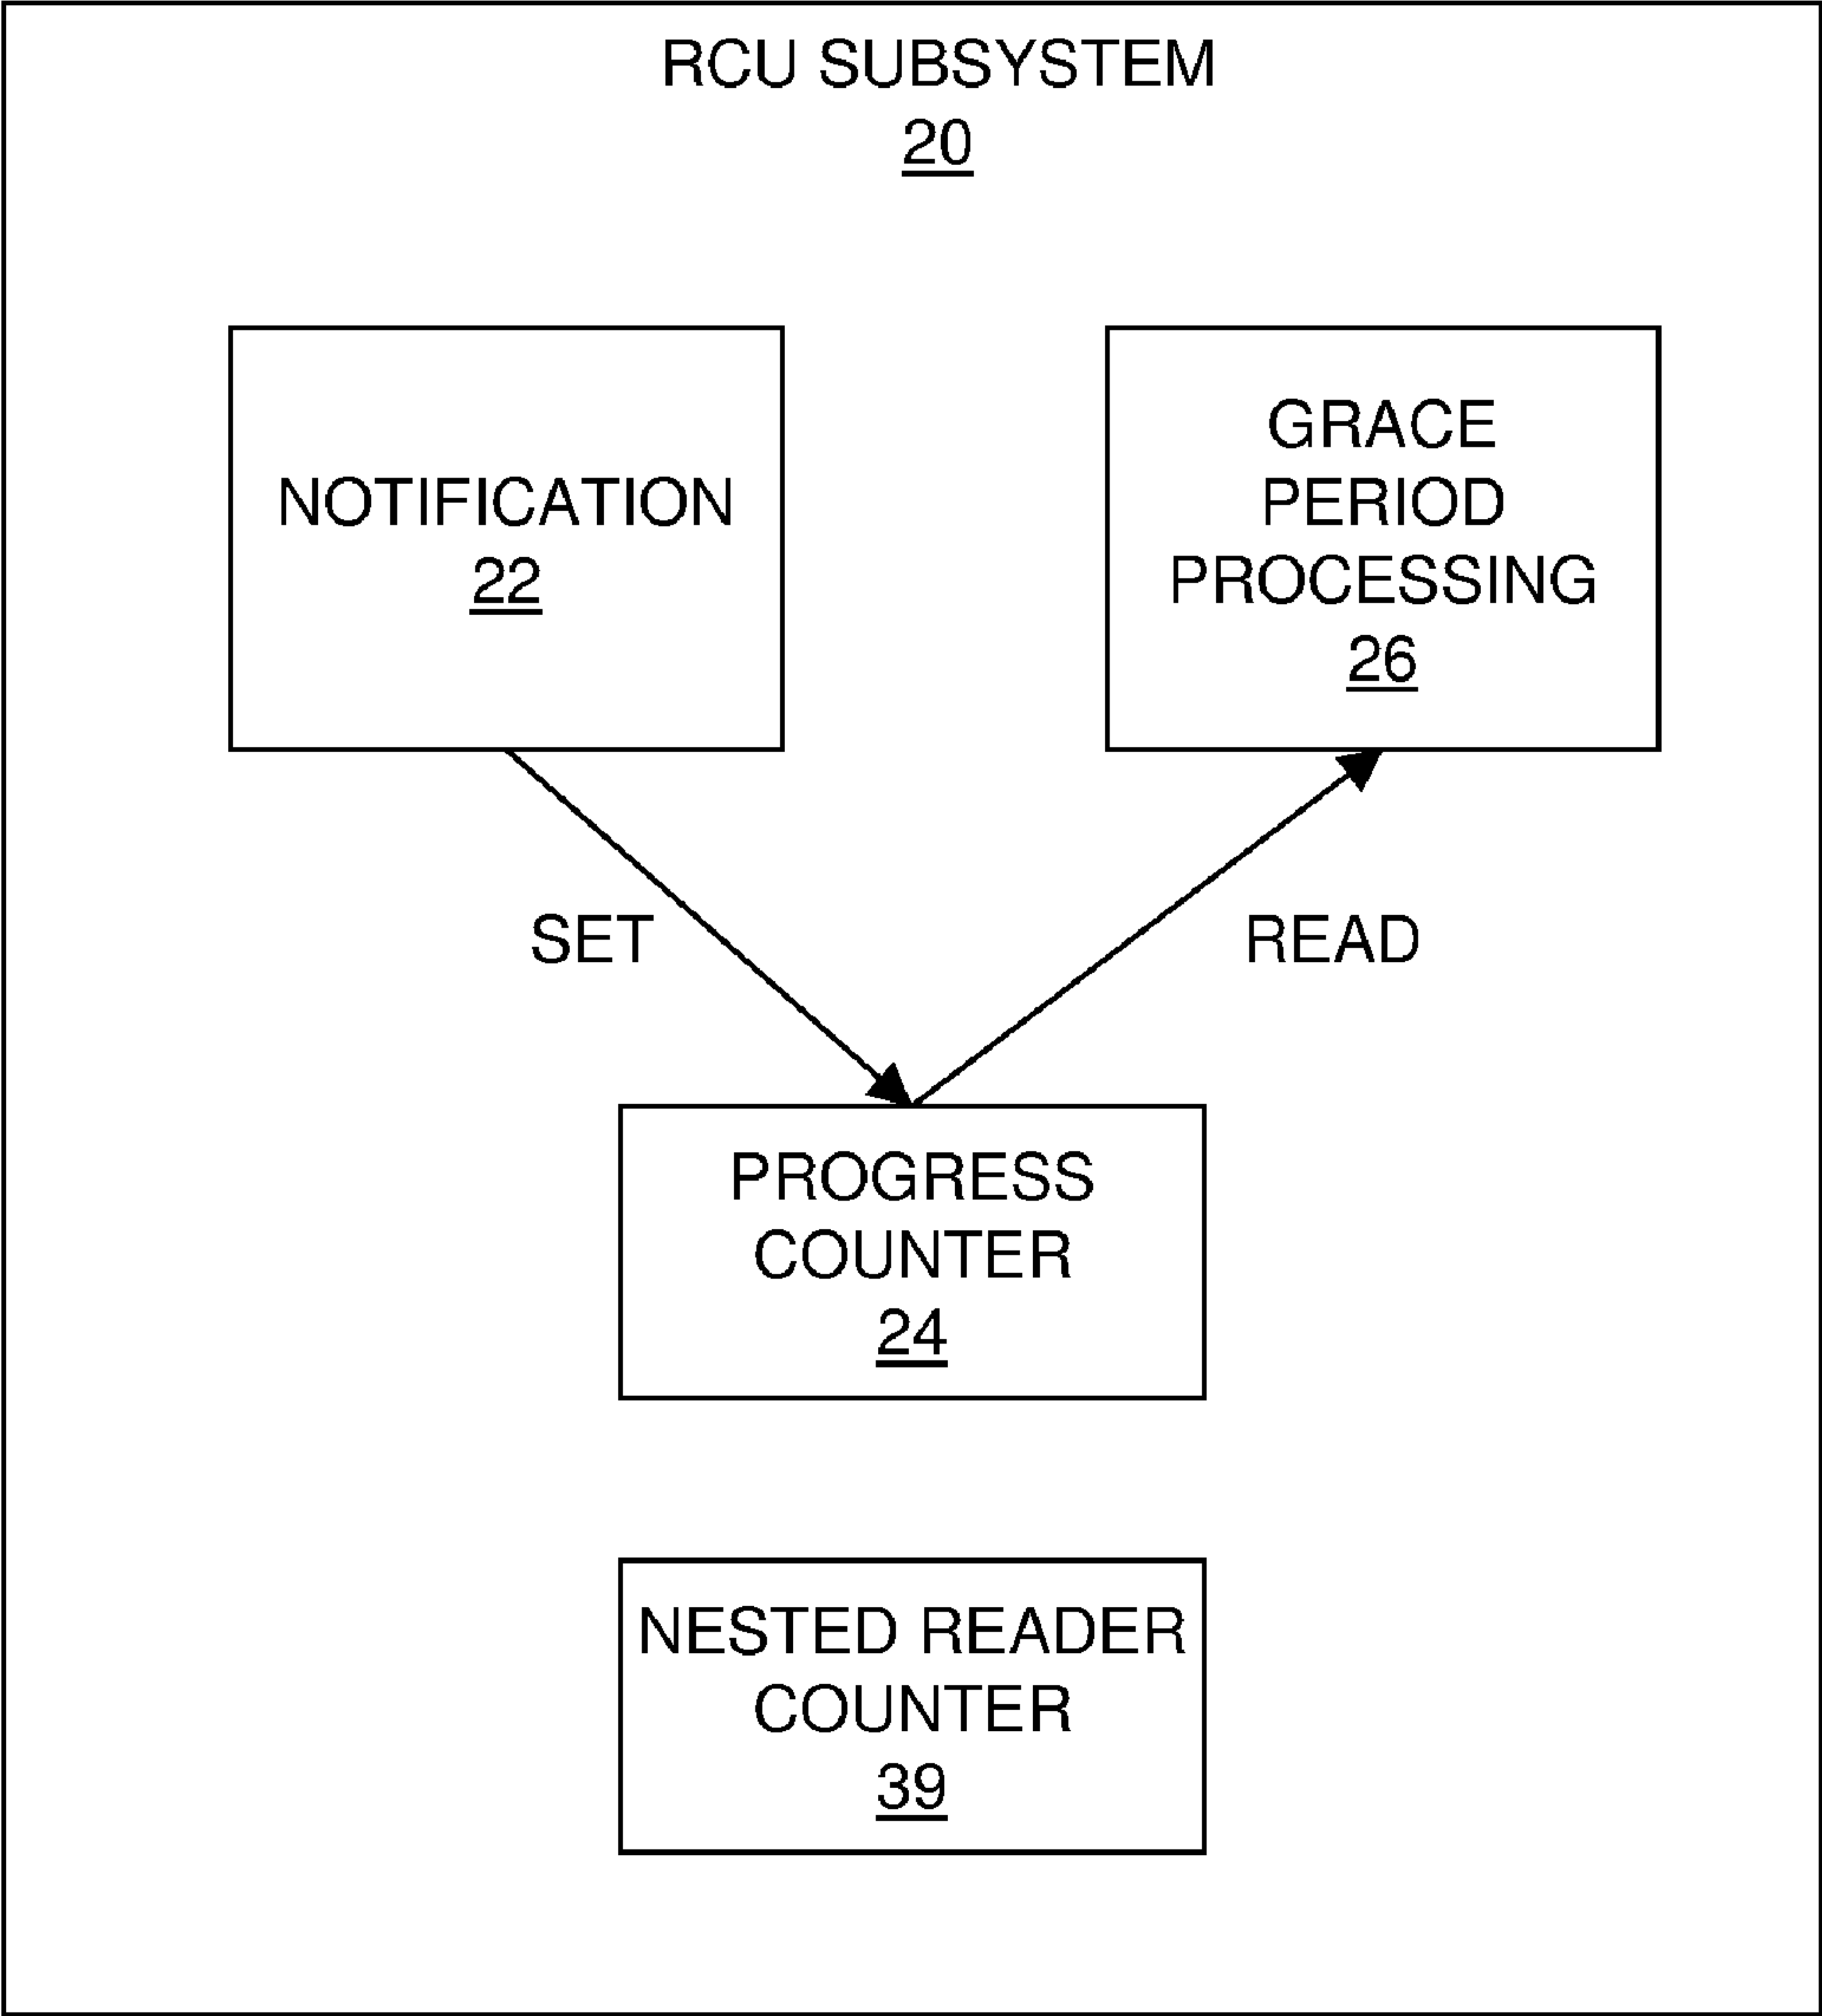 RCU SUBSYSTEM
20
NOTIFICATION
22
GRACE
PERIOD
PROCESSING
26
SET
READ
PROGRESS
COUNTER
24
NESTED READER
COUNTER
39